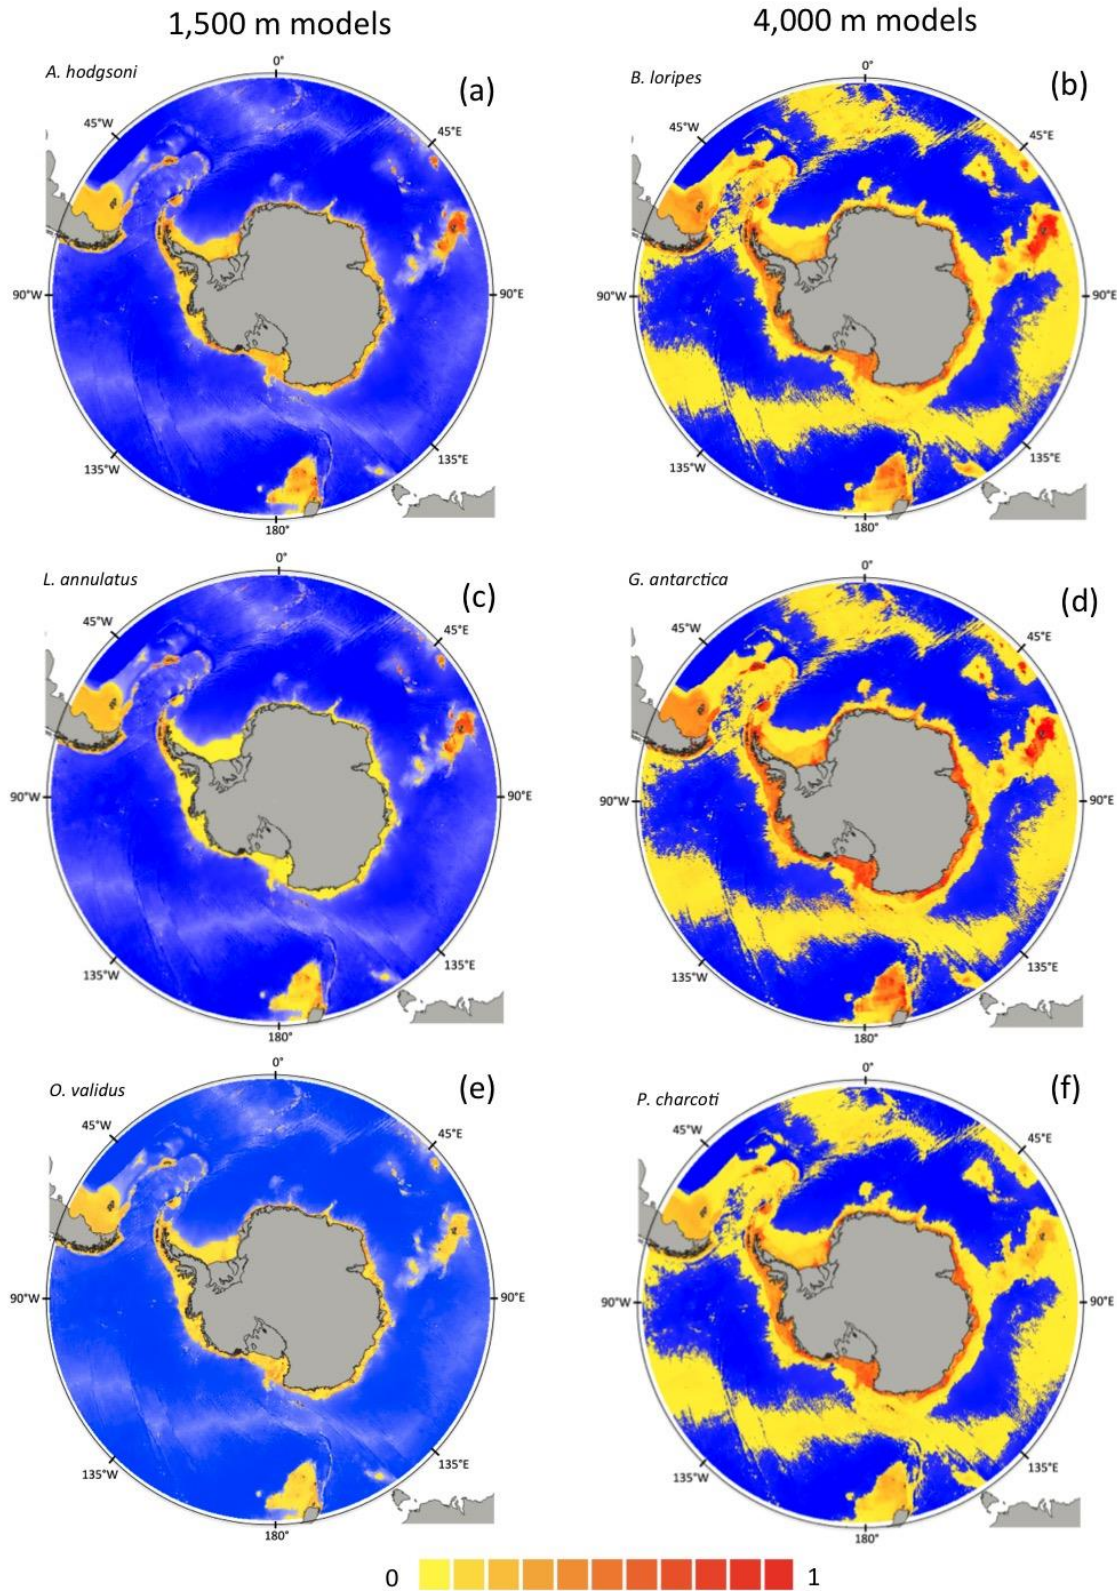 1,500 m models
4,000 m models
A. hodgsoni
(a)
0°
45°W
45°E
90°W
90°E
135°W
135°E
180°
B. loripes
(b)
0°
45°W
45°E
90°W
90°E
135°W
135°E
180°
L. annulatus
(c)
0°
45°W
45°E
90°W
90°E
135°W
135°E
180°
G. antarctica
(d)
0°
45°W
45°E
90°W
90°E
135°W
135°E
180°
O. validus
(e)
0°
45°W
45°E
90°W
90°E
135°W
135°E
180°
P. charcoti
(f)
0°
45°W
45°E
90°W
90°E
135°W
135°E
180°
0
1